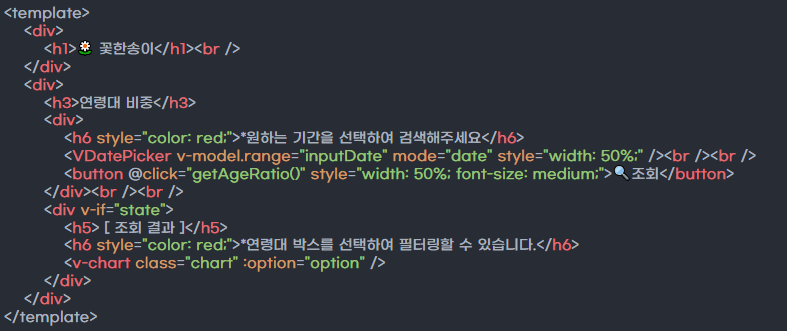 <template>
<div>
<h1>🌼 꽃한송이</h1><br />
</div>
<div>
<h3>연령대 비중</h3>
<div>
<h6 style="color: red;">*원하는 기간을 선택하여 검색해주세요</h6>
<VDatePicker v-model.range="inputDate" mode="date" style="width: 50%;" /><br /><br />
<button @click="getAgeRatio()" style="width: 50%; font-size: medium;">🔍조회</button>
</div><br /><br />
<div v-if="state">
<h5> [ 조회 결과 ]</h5>
<h6 style="color: red;">*연령대 박스를 선택하여 필터링할 수 있습니다.</h6>
<v-chart class="chart" :option="option" />
</div>
</div>
</template>